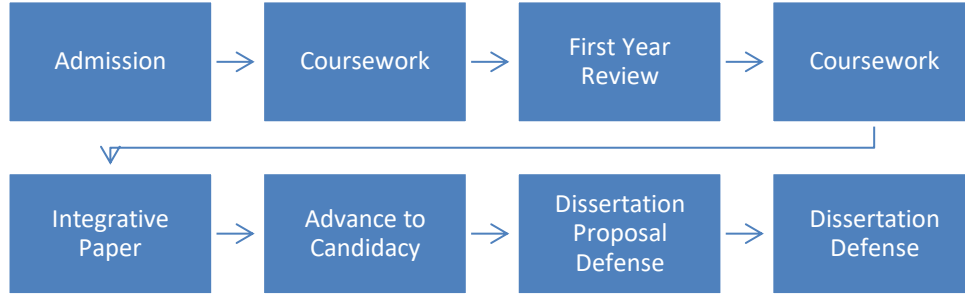 Admission
Coursework
First Year
Review
Coursework
Integrative
Paper
Advance to
Candidacy
Dissertation
Proposal
Defense
Dissertation
Defense